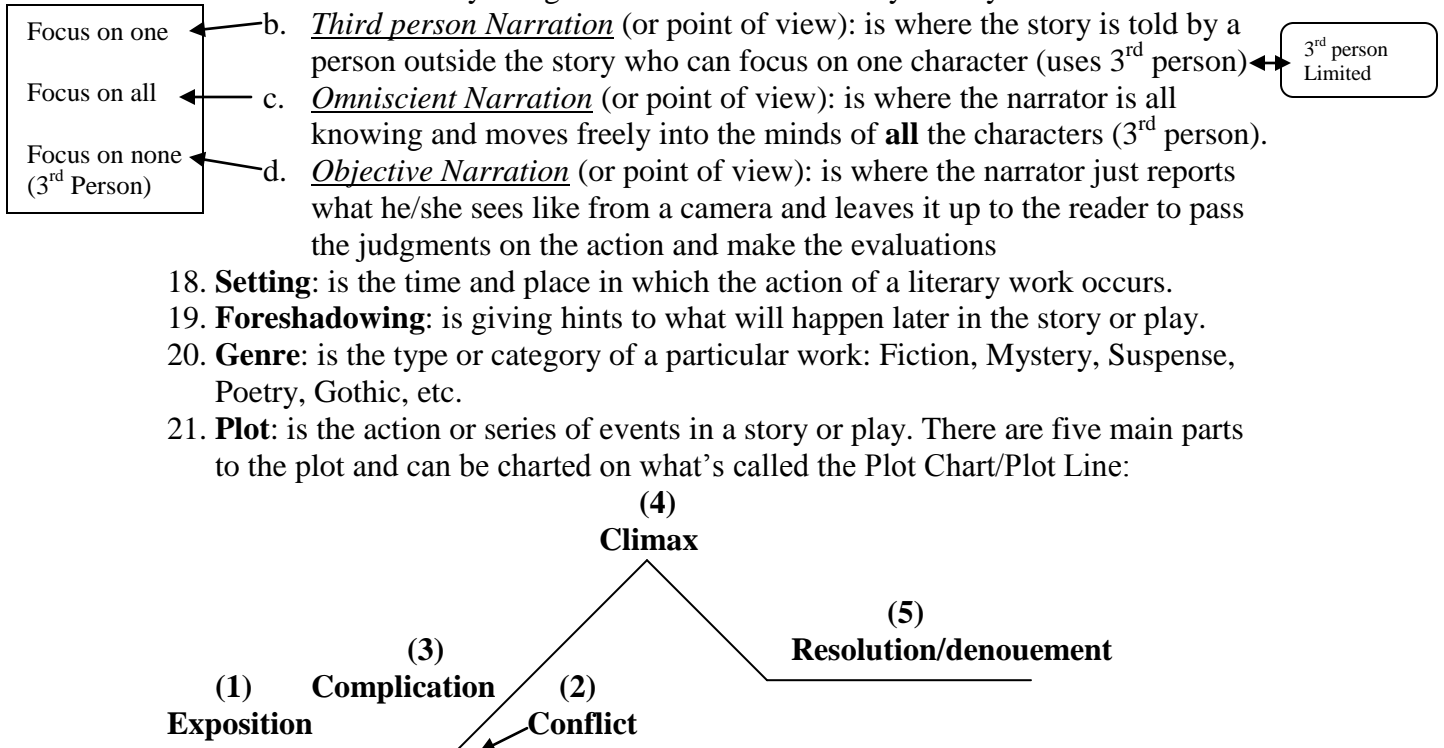 Focus on one
Focus on all
Focus on none
(3rd Person)
b. Third person Narration (or point of view): is where the story is told by a
person outside the story who can focus on one character (uses 3rd person)
3rd person
Limited
c. Omniscient Narration (or point of view): is where the narrator is all
knowing and moves freely into the minds of all the characters (3rd person).
d. Objective Narration (or point of view): is where the narrator just reports
what he/she sees like from a camera and leaves it up to the reader to pass
the judgments on the action and make the evaluations
18. Setting: is the time and place in which the action of a literary work occurs.
19. Foreshadowing: is giving hints to what will happen later in the story or play.
20. Genre: is the type or category of a particular work: Fiction, Mystery, Suspense,
Poetry, Gothic, etc.
21. Plot: is the action or series of events in a story or play. There are five main parts
to the plot and can be charted on what's called the Plot Chart/Plot Line:
(4)
Climax
(5)
Resolution/denouement
(3)
Complication
(1)
Exposition
(2)
Conflict